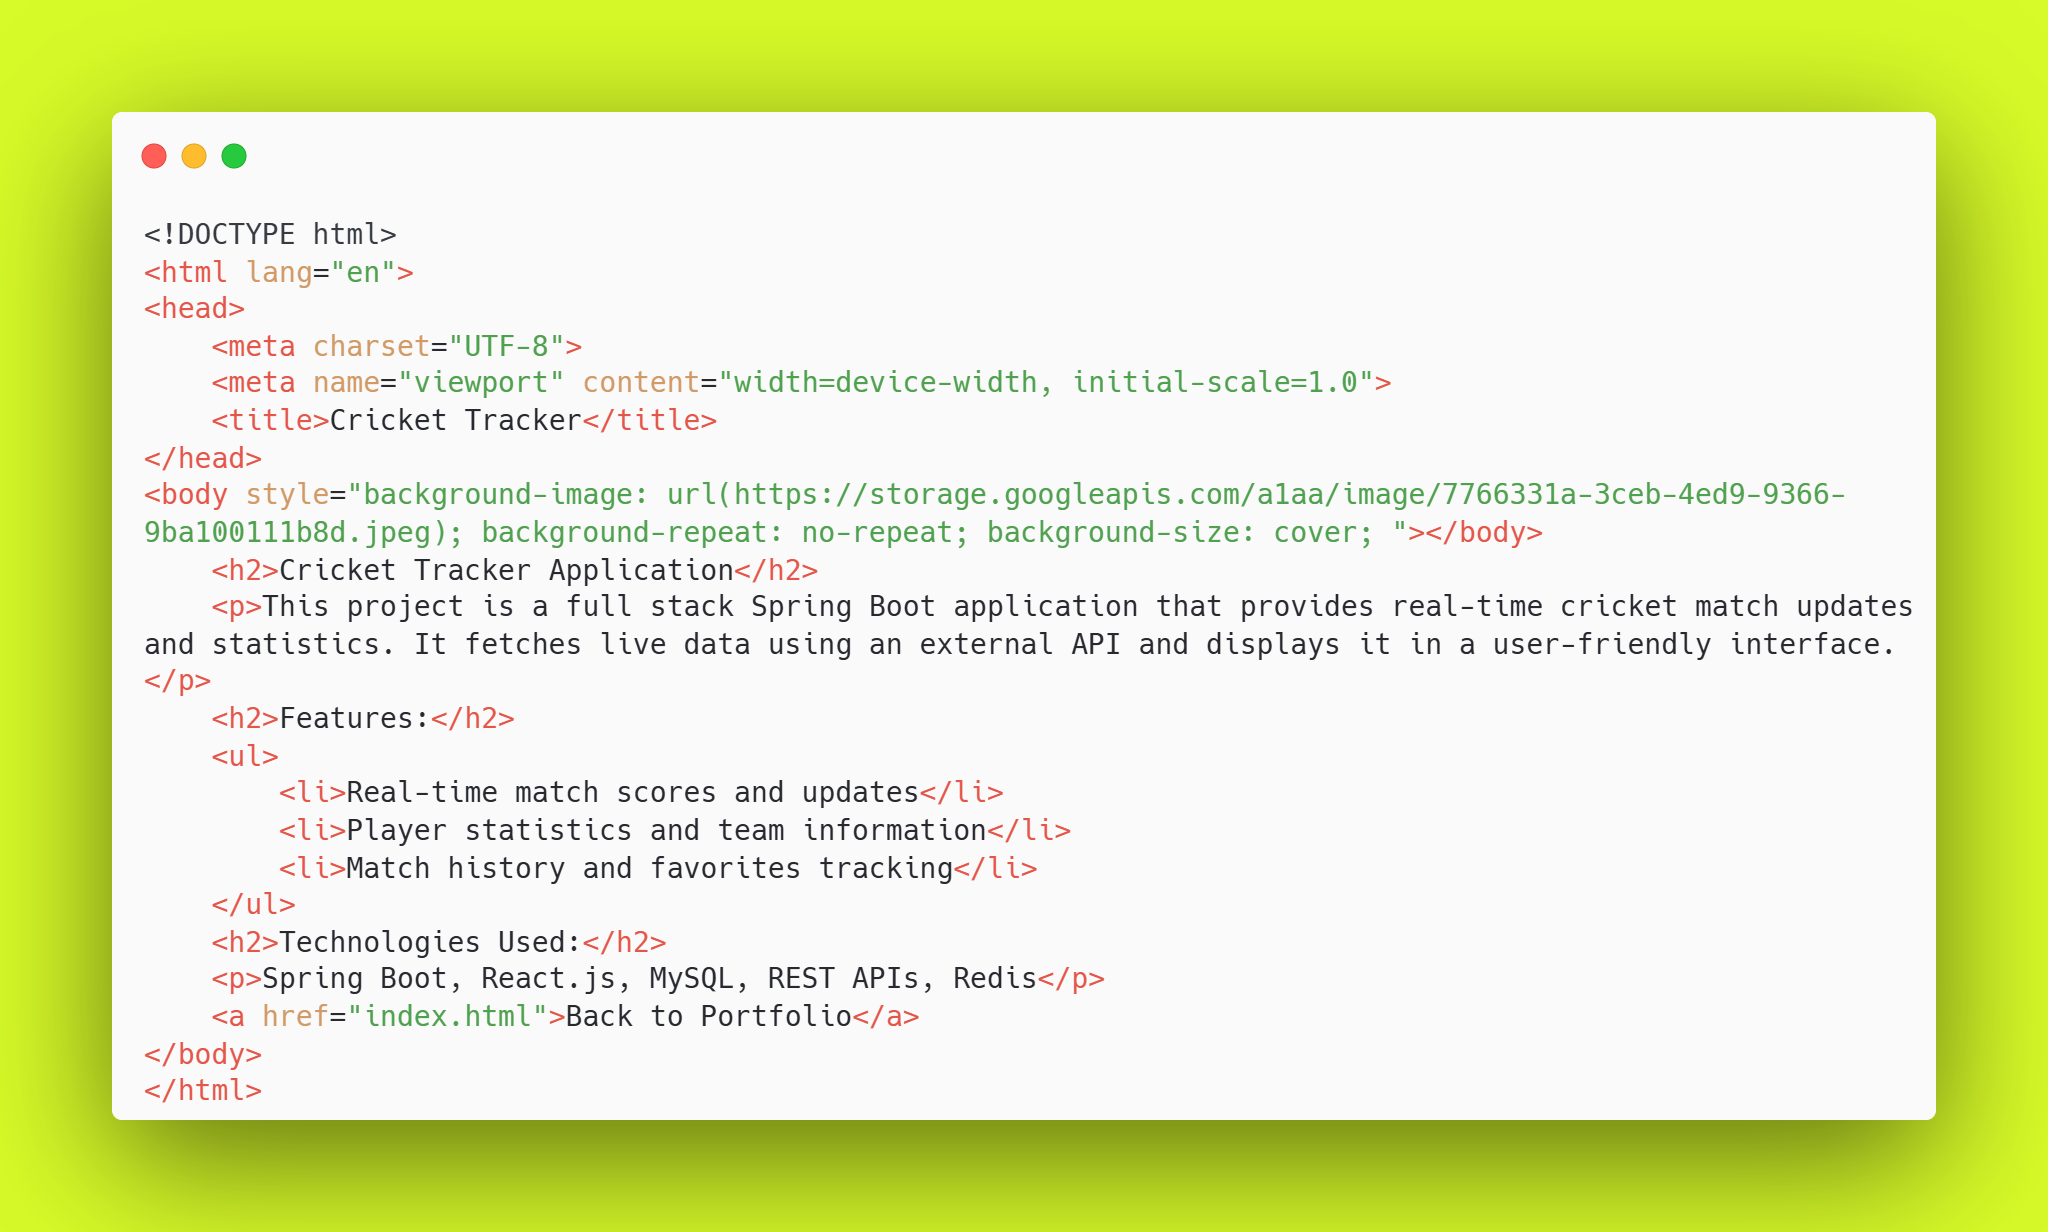 <!DOCTYPE html>
<html lang="en">
<head>
    <meta charset="UTF-8">
    <meta name="viewport" content="width=device-width, initial-scale=1.0">
    <title>Cricket Tracker</title>
</head>
<body style="background-image: url(https://storage.googleapis.com/a1aa/image/7766331a-3ceb-4ed9-9366-
9ba100111b8d.jpeg); background-repeat: no-repeat; background-size: cover; "></body>
    <h2>Cricket Tracker Application</h2>
    <p>This project is a full stack Spring Boot application that provides real-time cricket match updates
and statistics. It fetches live data using an external API and displays it in a user-friendly interface.
</p>
    <h2>Features:</h2>
    <ul>
        <li>Real-time match scores and updates</li>
        <li>Player statistics and team information</li>
        <li>Match history and favorites tracking</li>
    </ul>
    <h2>Technologies Used:</h2>
    <p>Spring Boot, React.js, MySQL, REST APIs, Redis</p>
    <a href="index.html">Back to Portfolio</a>
</body>
</html>